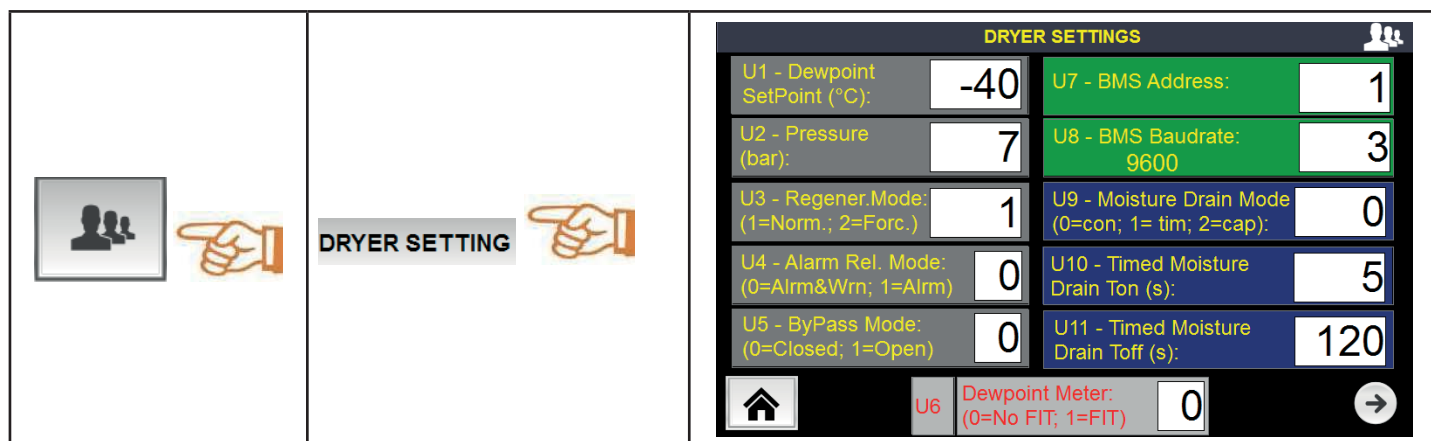 DRYER SETTING
DRYER SETTINGS
U1 - Dewpoint
SetPoint (°C):
-40
U2 - Pressure
(bar):
7
U3 - Regener.Mode:
(1=Norm.; 2=Forc.)
1
U4 - Alarm Rel. Mode:
(0=Alrm&Wrn; 1=Alrm)
0
U5 - ByPass Mode:
(0=Closed; 1=Open)
0
U7 - BMS Address:
1
U8 - BMS Baudrate:
9600
3
U9 - Moisture Drain Mode
(0=con; 1= tim; 2=cap):
0
U10 - Timed Moisture
Drain Ton (s):
5
U11 - Timed Moisture
Drain Toff (s):
120
U6
Dewpoint Meter:
(0=No FIT; 1=FIT)
0